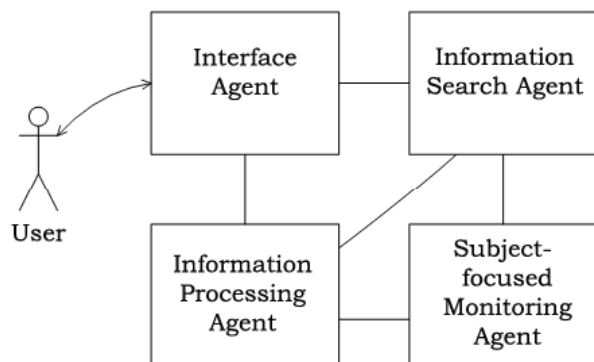 Interface
Agent
Information
Search Agent
User
Information
Processing
Agent
Subject-
focused
Monitoring
Agent